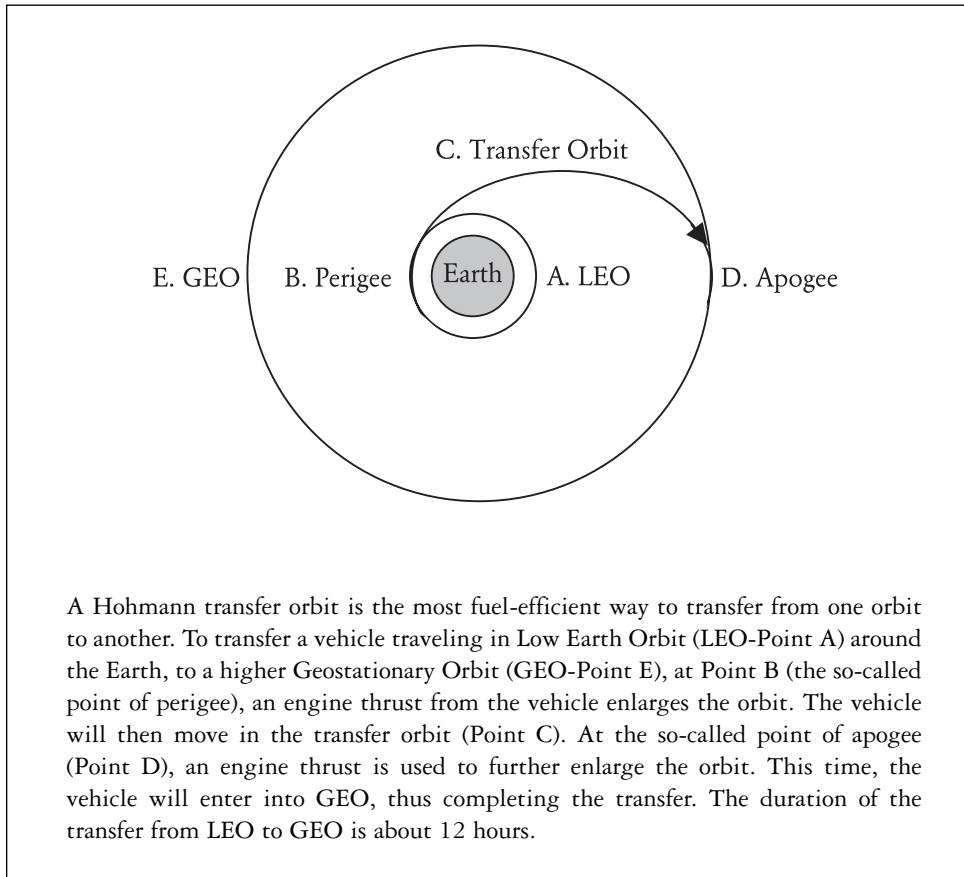 C. Transfer Orbit
E. GEO
B. Perigee
Earth
A. LEO
D. Apogee
A Hohmann transfer orbit is the most fuel-efficient way to transfer from one orbit
to another. To transfer a vehicle traveling in Low Earth Orbit (LEO-Point A) around
the Earth, to a higher Geostationary Orbit (GEO-Point E), at Point B (the so-called
point of perigee), an engine thrust from the vehicle enlarges the orbit. The vehicle
will then move in the transfer orbit (Point C). At the so-called point of apogee
(Point D), an engine thrust is used to further enlarge the orbit. This time, the
vehicle will enter into GEO, thus completing the transfer. The duration of the
transfer from LEO to GEO is about 12 hours.